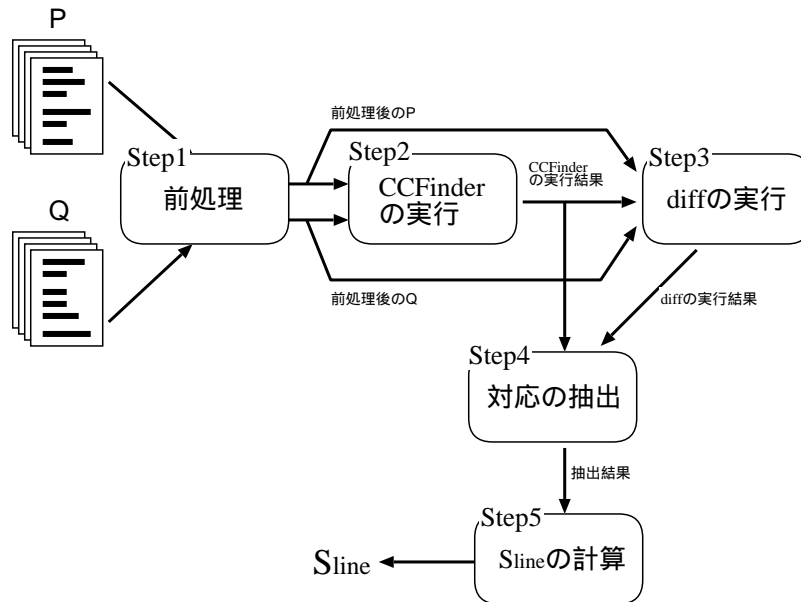 P
Q
Step1
前処理
前処理後のP
前処理後のQ
Step2
CCFinder
の実行
CCFinder
の実行結果
Step3
diffの実行
diffの実行結果
Step4
対応の抽出
抽出結果
Step5
Slineの計算
Sline